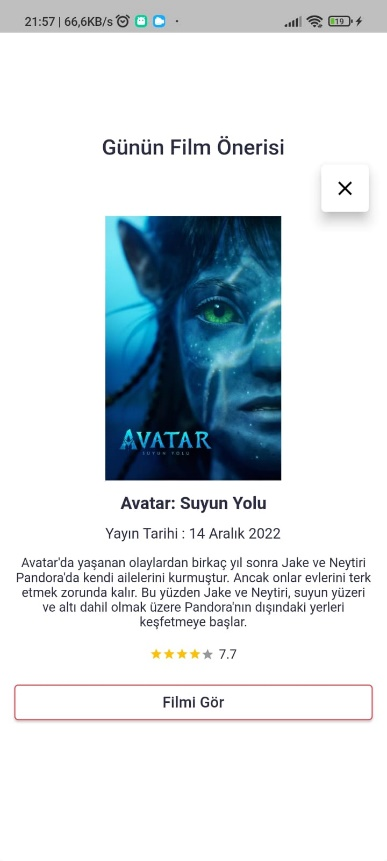 21:57 | 66,6KB/s
19
Günün Film Önerisi
AVATAR
SUYUN YOLU
Avatar: Suyun Yolu
Yayın Tarihi : 14 Aralık 2022
Avatar'da yaşanan olaylardan birkaç yıl sonra Jake ve Neytiri
Pandora'da kendi ailelerini kurmuştur. Ancak onlar evlerini terk
etmek zorunda kalır. Bu yüzden Jake ve Neytiri, suyun yüzeri
ve altı dahil olmak üzere Pandora'nın dışındaki yerleri
keşfetmeye başlar.
7.7
Filmi Gör